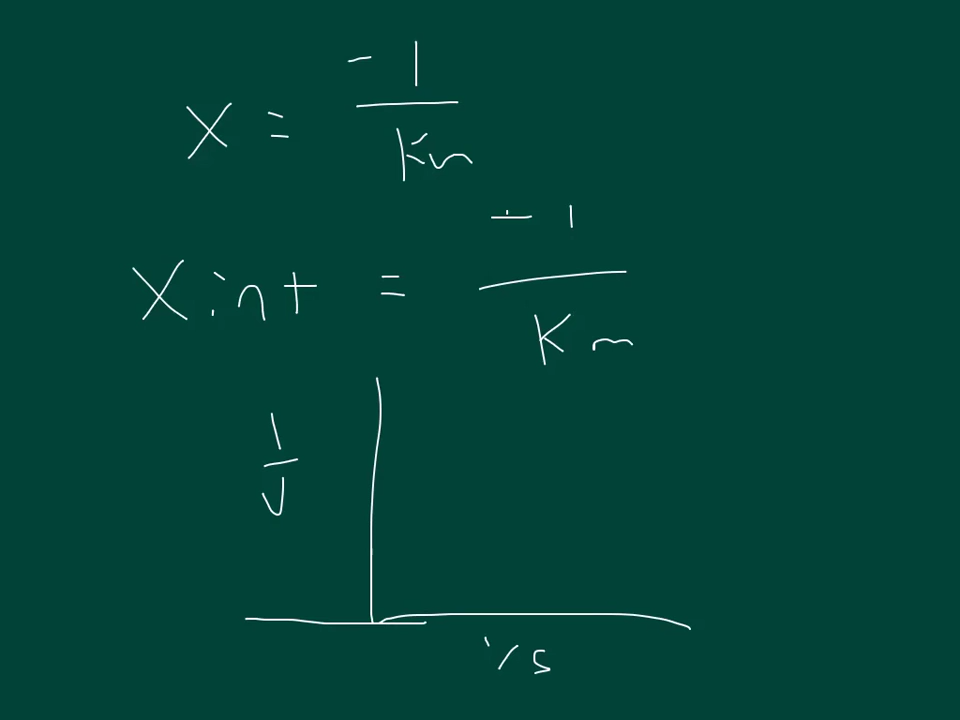 x = -1/Km
Xint = -1/Km
1/v
1/s